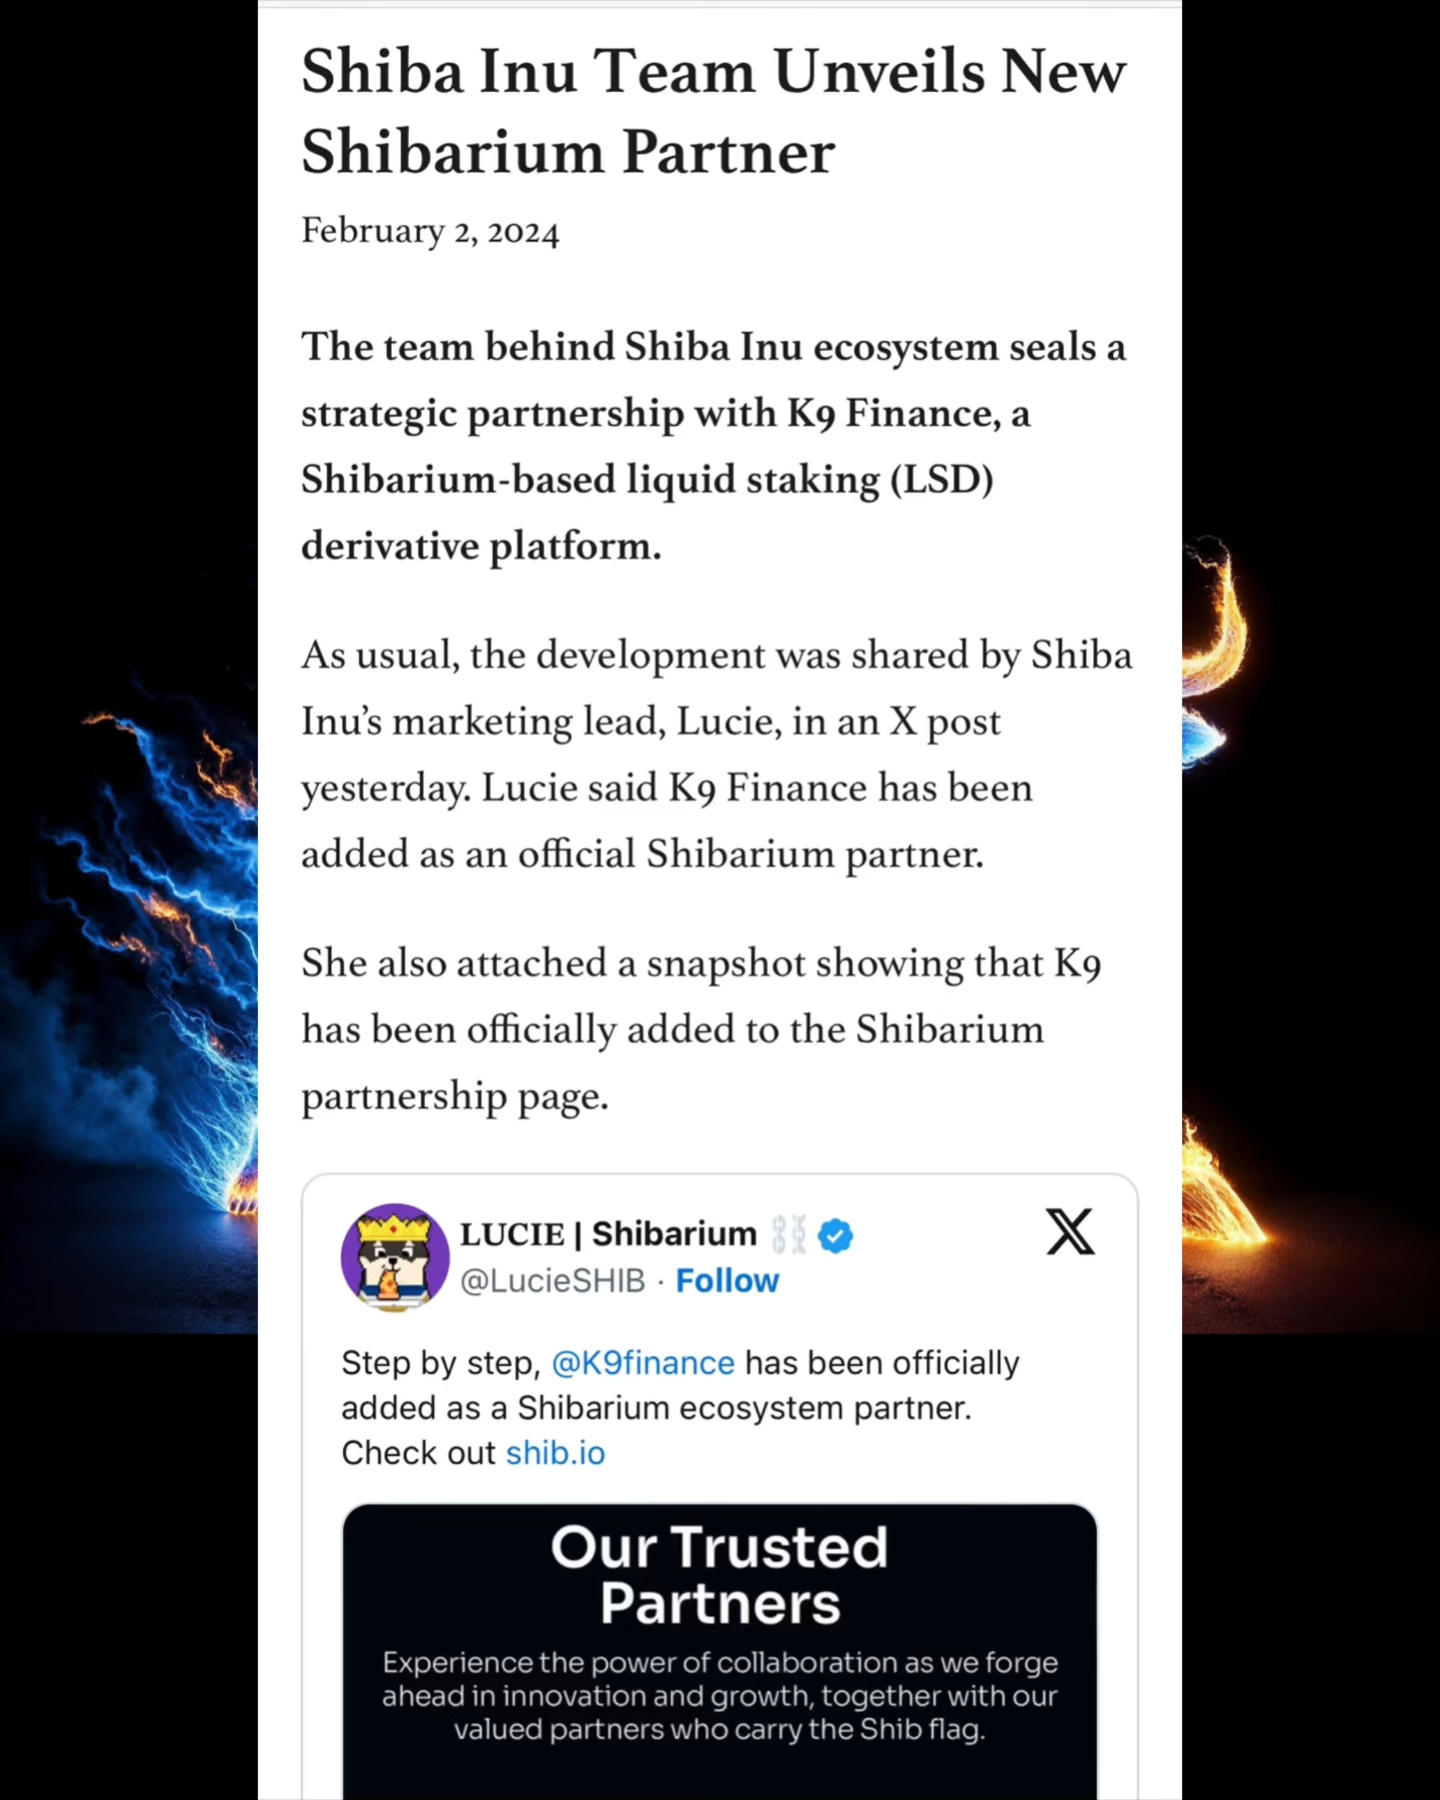 Shiba Inu Team Unveils New
Shibarium Partner
February 2, 2024
The team behind Shiba Inu ecosystem seals a
strategic partnership with K9 Finance, a
Shibarium-based liquid staking (LSD)
derivative platform.
As usual, the development was shared by Shiba
Inu’s marketing lead, Lucie, in an X post
yesterday. Lucie said K9 Finance has been
added as an official Shibarium partner.
She also attached a snapshot showing that K9
has been officially added to the Shibarium
partnership page.
LUCIE | Shibarium
@LucieSHIB · Follow
Step by step, @K9finance has been officially
added as a Shibarium ecosystem partner.
Check out shib.io
Our Trusted
Partners
Experience the power of collaboration as we forge
ahead in innovation and growth, together with our
valued partners who carry the Shib flag.